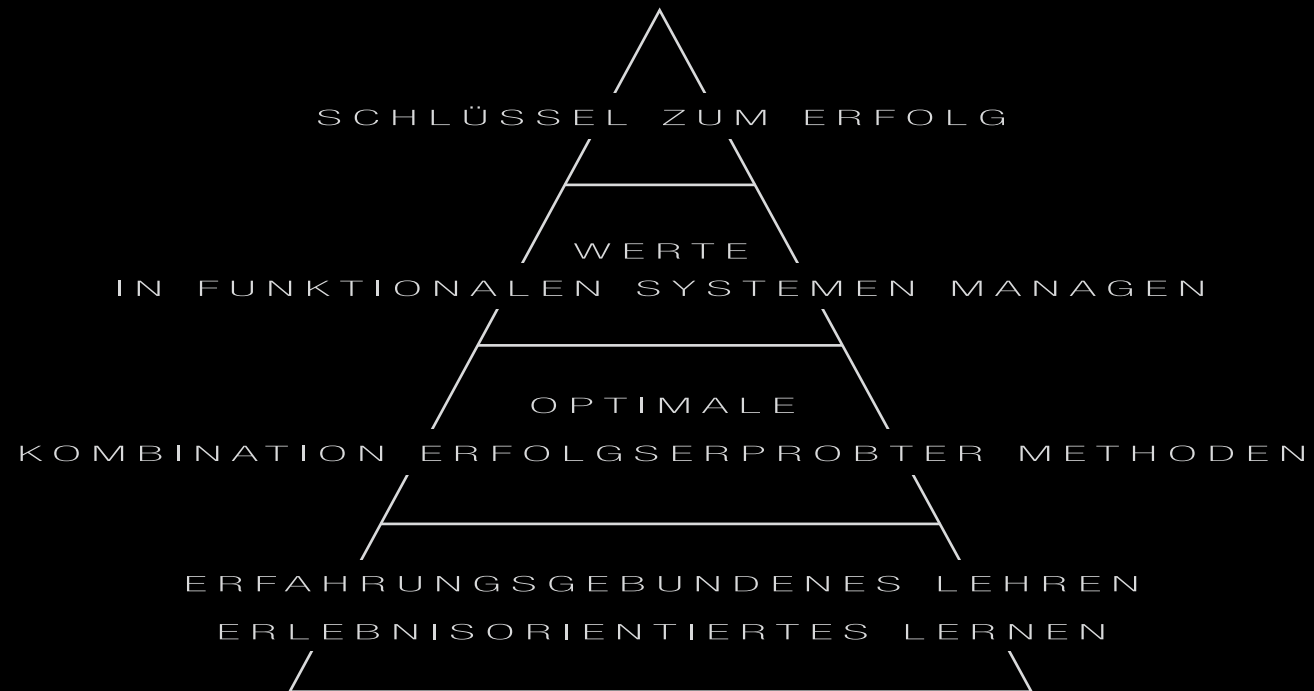 SCHLÜSSEL ZUM ERFOLG
WERTE
IN FUNKTIONALEN SYSTEMEN MANAGEN
OPTIMALE
KOMBINATION ERFOLGSERPROBTER METHODEN
ERFAHRUNGSGEBUNDENES LEHREN
ERLEBNISORIENTIERTES LERNEN